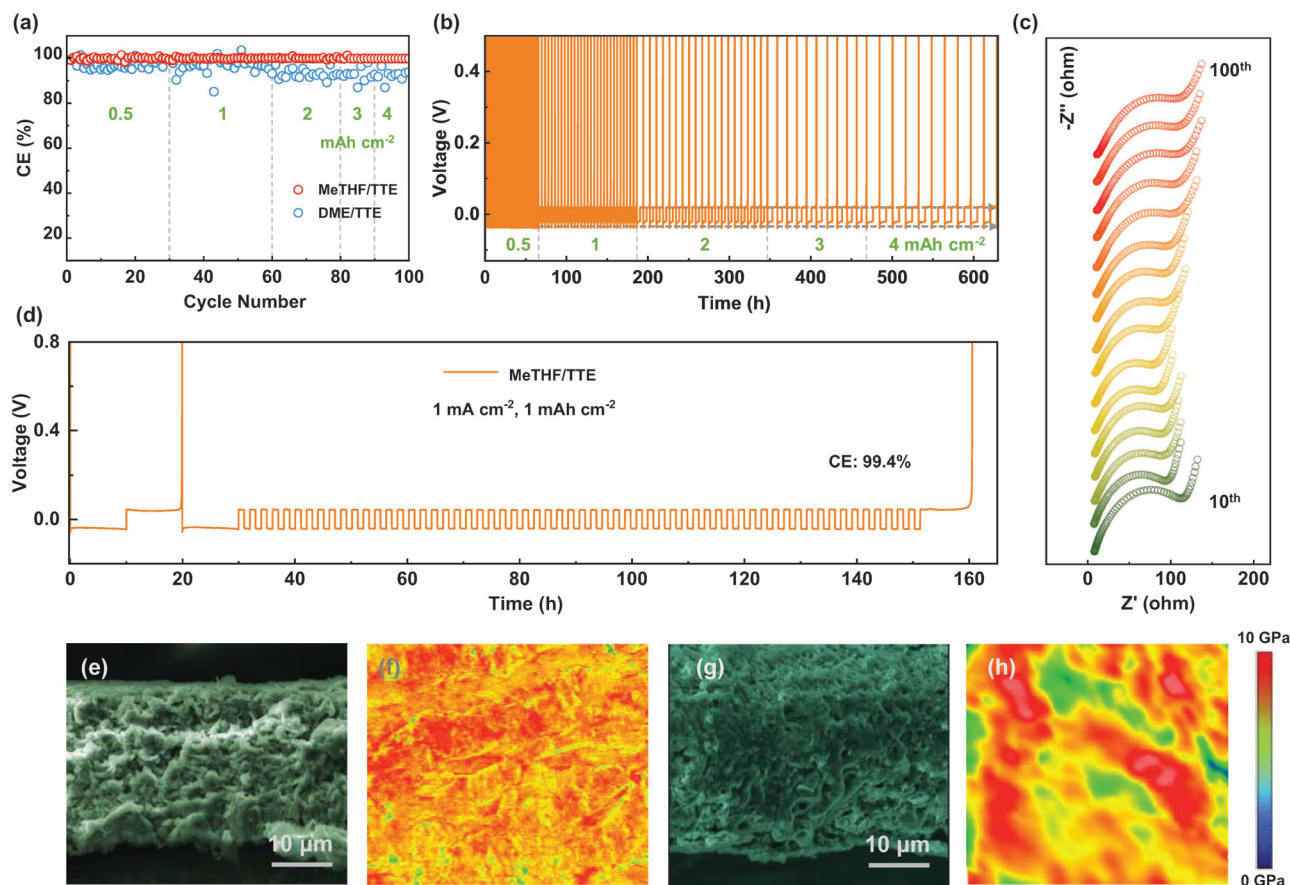 (a)
100
80
60
40
20
CE (%)
0.5
1
2
3
4
mAh cm⁻²
MeTHF/TTE
DME/TTE
0
20
40
60
80
100
Cycle Number
(b)
0.4
0.2
0.0
Voltage (V)
0.5
1
2
3
4 mAh cm⁻²
0
100
200
300
400
500
600
Time (h)
(c)
-Z'' (ohm)
100th
10th
0
100
200
Z' (ohm)
(d)
0.8
0.4
0.0
Voltage (V)
MeTHF/TTE
1 mA cm⁻², 1 mAh cm⁻²
CE: 99.4%
0
20
40
60
80
100
120
140
160
Time (h)
(e)
10 μm
(f)
(g)
10 μm
(h)
10 GPa
0 GPa